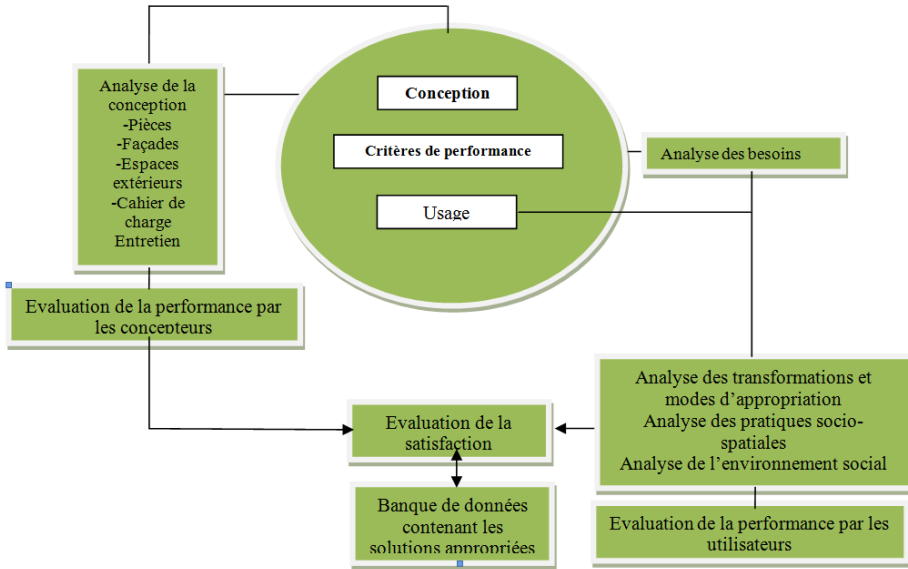 Analyse de la
conception
-Pièces
-Façades
-Espaces
extérieurs
-Cahier de
charge
Entretien
Conception
Critères de performance
Usage
Analyse des besoins
Evaluation de la performance par
les concepteurs
Evaluation de la
satisfaction
Banque de données
contenant les
solutions appropriées
Analyse des transformations et
modes d’appropriation
Analyse des pratiques socio-
spatiales
Analyse de l’environnement social
Evaluation de la performance par les
utilisateurs